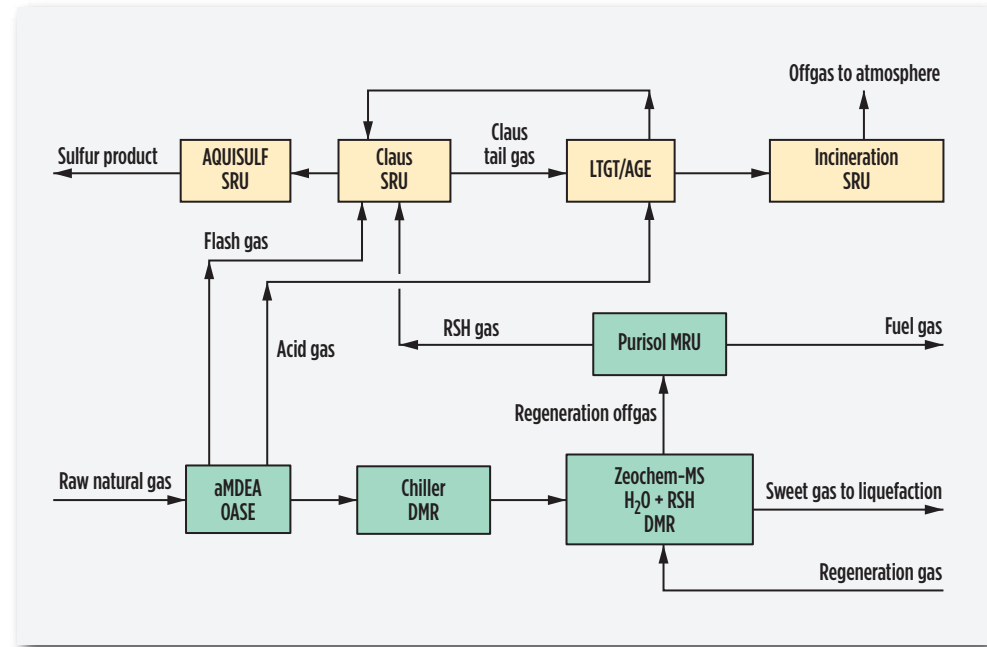 Offgas to atmosphere
Sulfur product
AQUISULF
SRU
Claus
SRU
Claus
tail gas
LTGT/AGE
Incineration
SRU
Flash gas
Acid gas
RSH gas
Purisol MRU
Fuel gas
Regeneration offgas
Raw natural gas
aMDEA
OASE
Chiller
DMR
Zeochem-MS
H₂O + RSH
DMR
Sweet gas to liquefaction
Regeneration gas